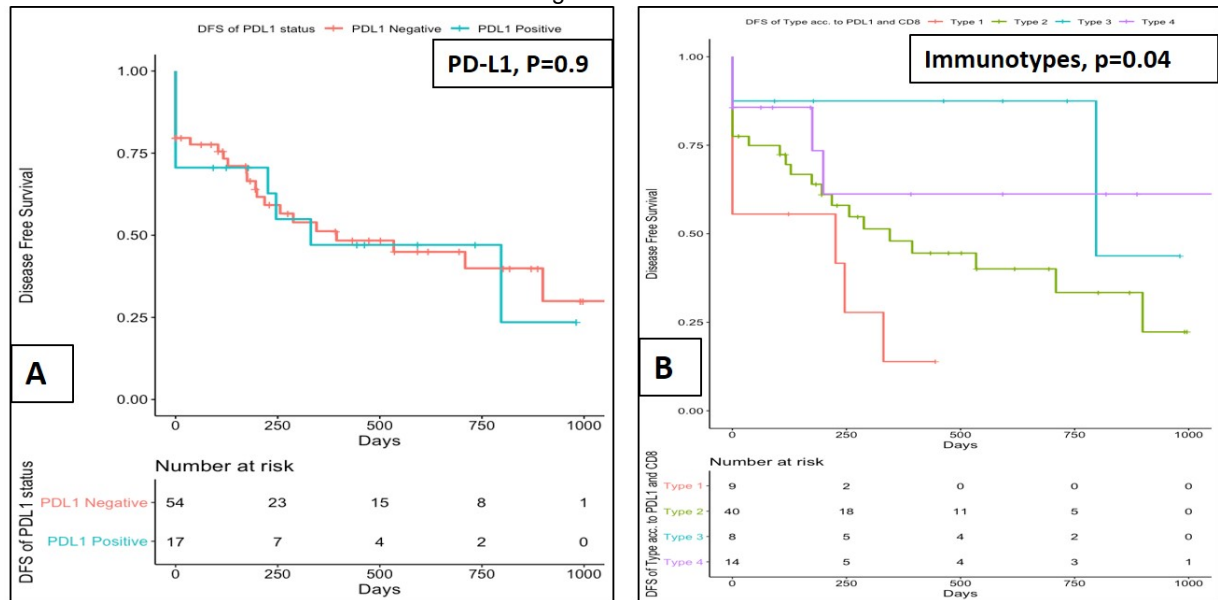 DFS of PDL1 status PDL1 Negative PDL1 Positive
PD-L1, P=0.9
1.00
0.75
0.50
0.25
0.00
Disease Free Survival
A
0 250 500 750 1000
Days
Number at risk
DFS of PDL1 status
PDL1 Negative 54 23 15 8 1
PDL1 Positive 17 7 4 2 0
0 250 500 750 1000
Days
DFS of Type acc. to PDL1 and CD8 Type 1 Type 2 Type 3 Type 4
Immunotypes, p=0.04
1.00
0.75
0.50
0.25
0.00
Disease Free Survival
B
0 250 500 750 1000
Days
Number at risk
DFS of Type acc. to PDL1 and CD8
Type 1 9 2 0 0 0
Type 2 40 18 11 5 0
Type 3 8 5 4 2 0
Type 4 14 5 4 3 1
0 250 500 750 1000
Days